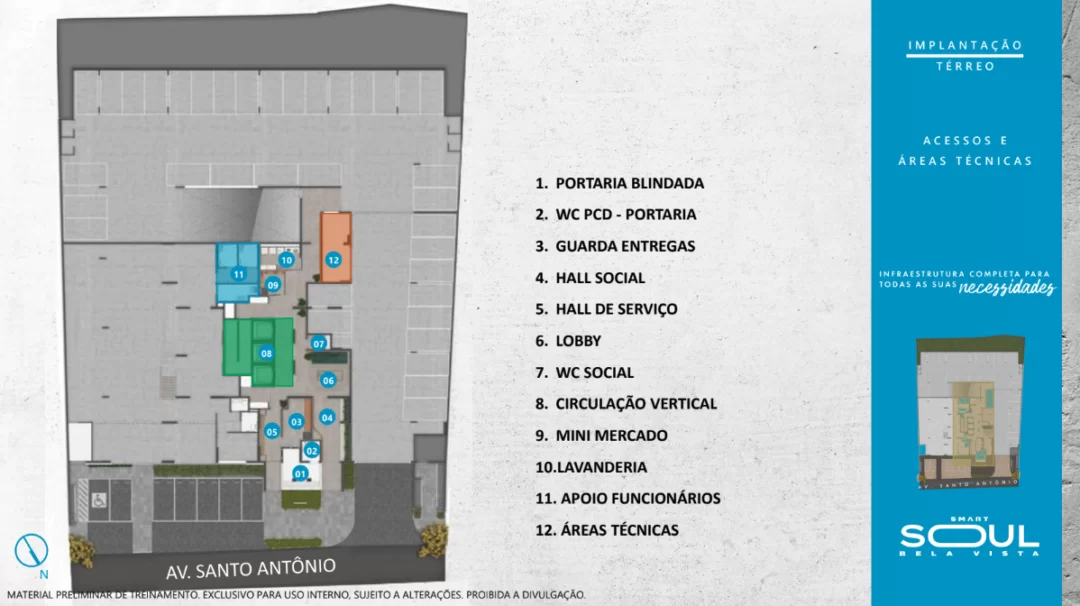 IMPLANTAÇÃO
TÉRREO
ACESSOS E
ÁREAS TÉCNICAS
1. PORTARIA BLINDADA
2. WC PCD - PORTARIA
3. GUARDA ENTREGAS
4. HALL SOCIAL
5. HALL DE SERVIÇO
6. LOBBY
7. WC SOCIAL
8. CIRCULAÇÃO VERTICAL
9. MINI MERCADO
10.LAVANDERIA
11. APOIO FUNCIONÁRIOS
12. ÁREAS TÉCNICAS
10
12
11
09
07
08
06
03
04
05
02
01
INFRAESTRUTURA COMPLETA PARA
TODAS AS SUAS necessidades
AV. SANTO ANTÔNIO
SMART
SOUL
BELA VISTA
N
AV. SANTO ANTÔNIO
MATERIAL PRELIMINAR DE TREINAMENTO. EXCLUSIVO PARA USO INTERNO, SUJEITO A ALTERAÇÕES. PROIBIDA A DIVULGAÇÃO.